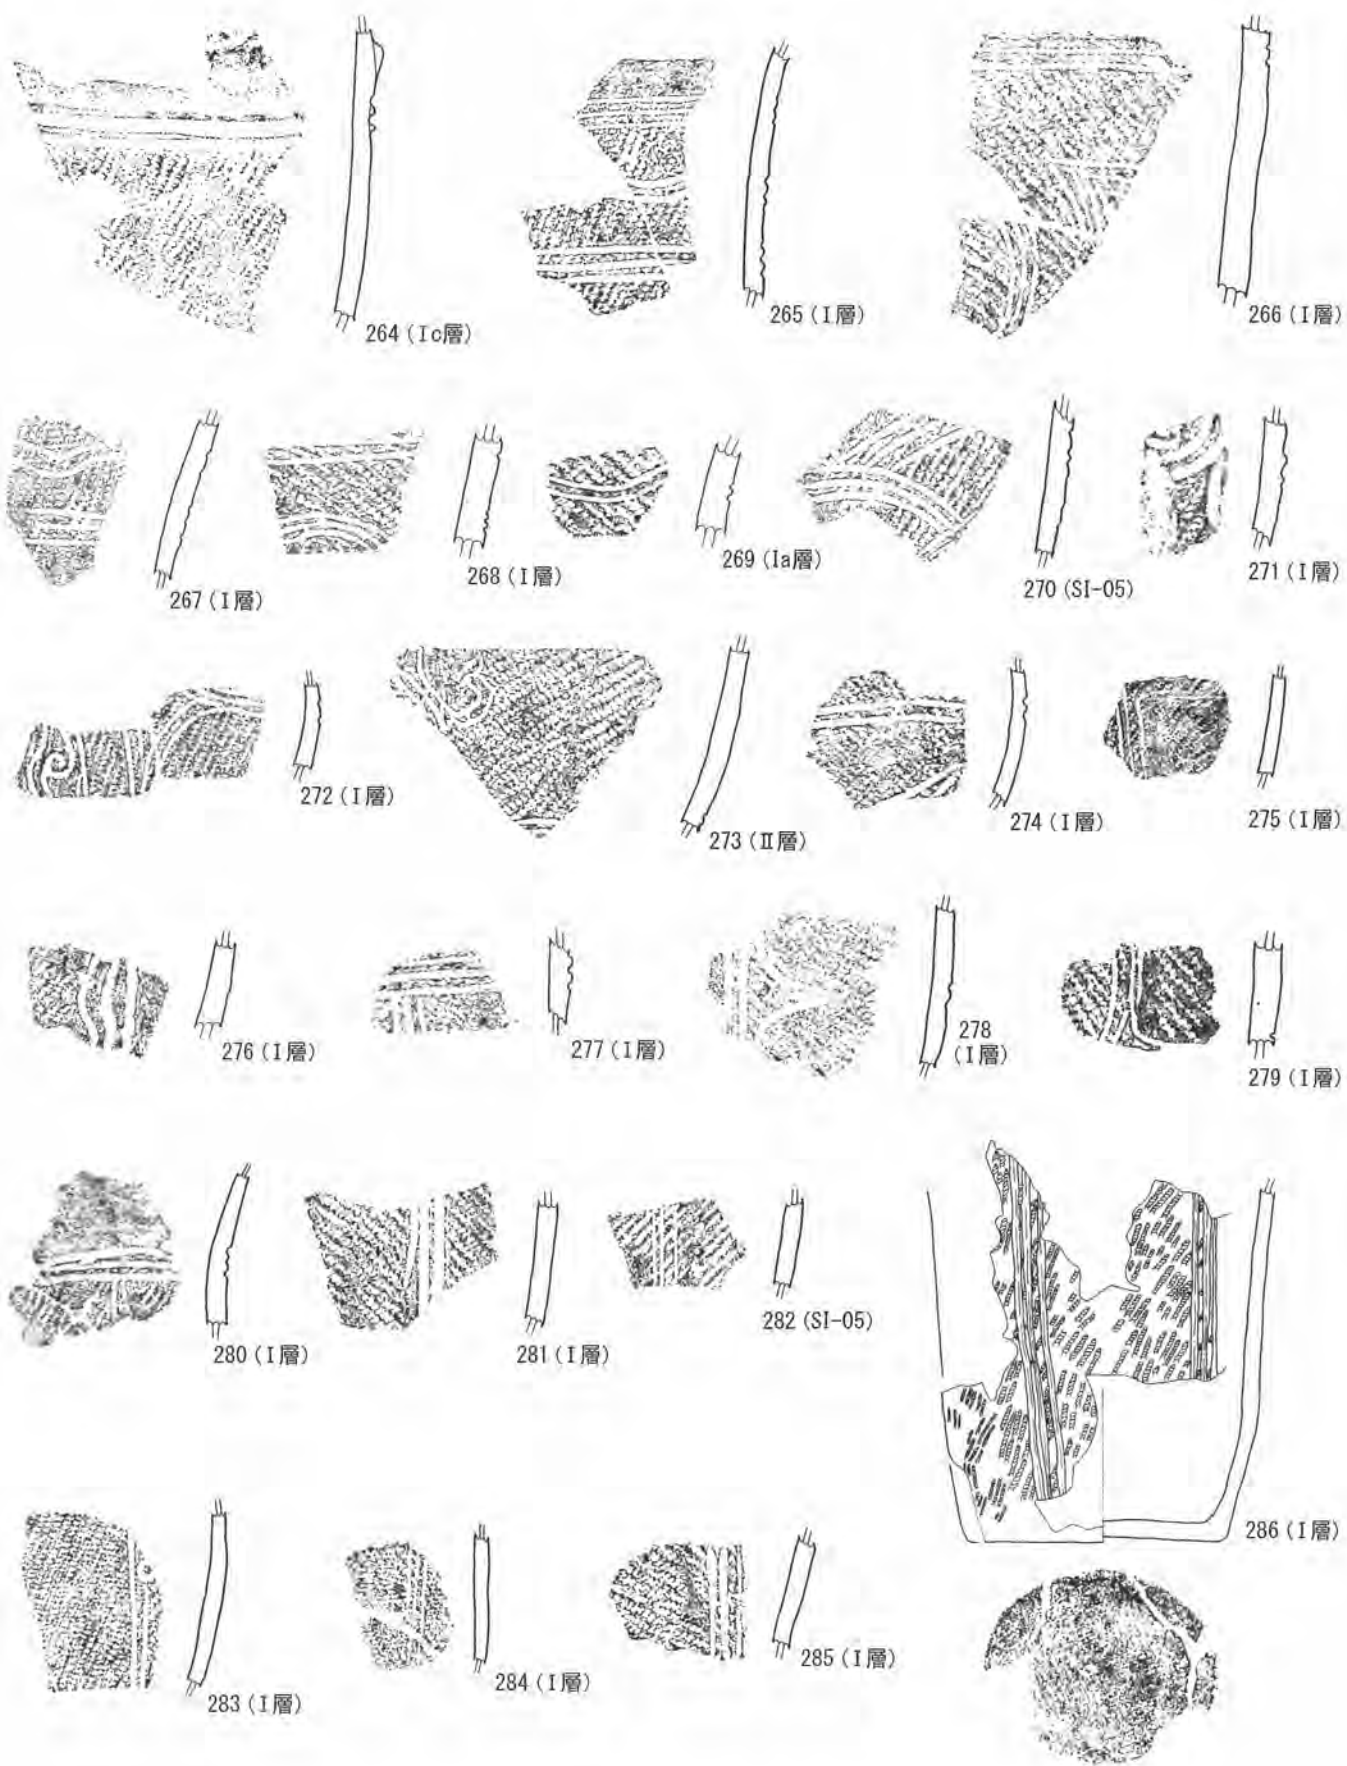 264 (Ic層)
265 (I層)
266 (I層)
267 (I層)
268 (I層)
269 (Ia層)
270 (SI-05)
271 (I層)
272 (I層)
273 (II層)
274 (I層)
275 (I層)
276 (I層)
277 (I層)
278
(I層)
279 (I層)
280 (I層)
281 (I層)
282 (SI-05)
286 (I層)
283 (I層)
284 (I層)
285 (I層)